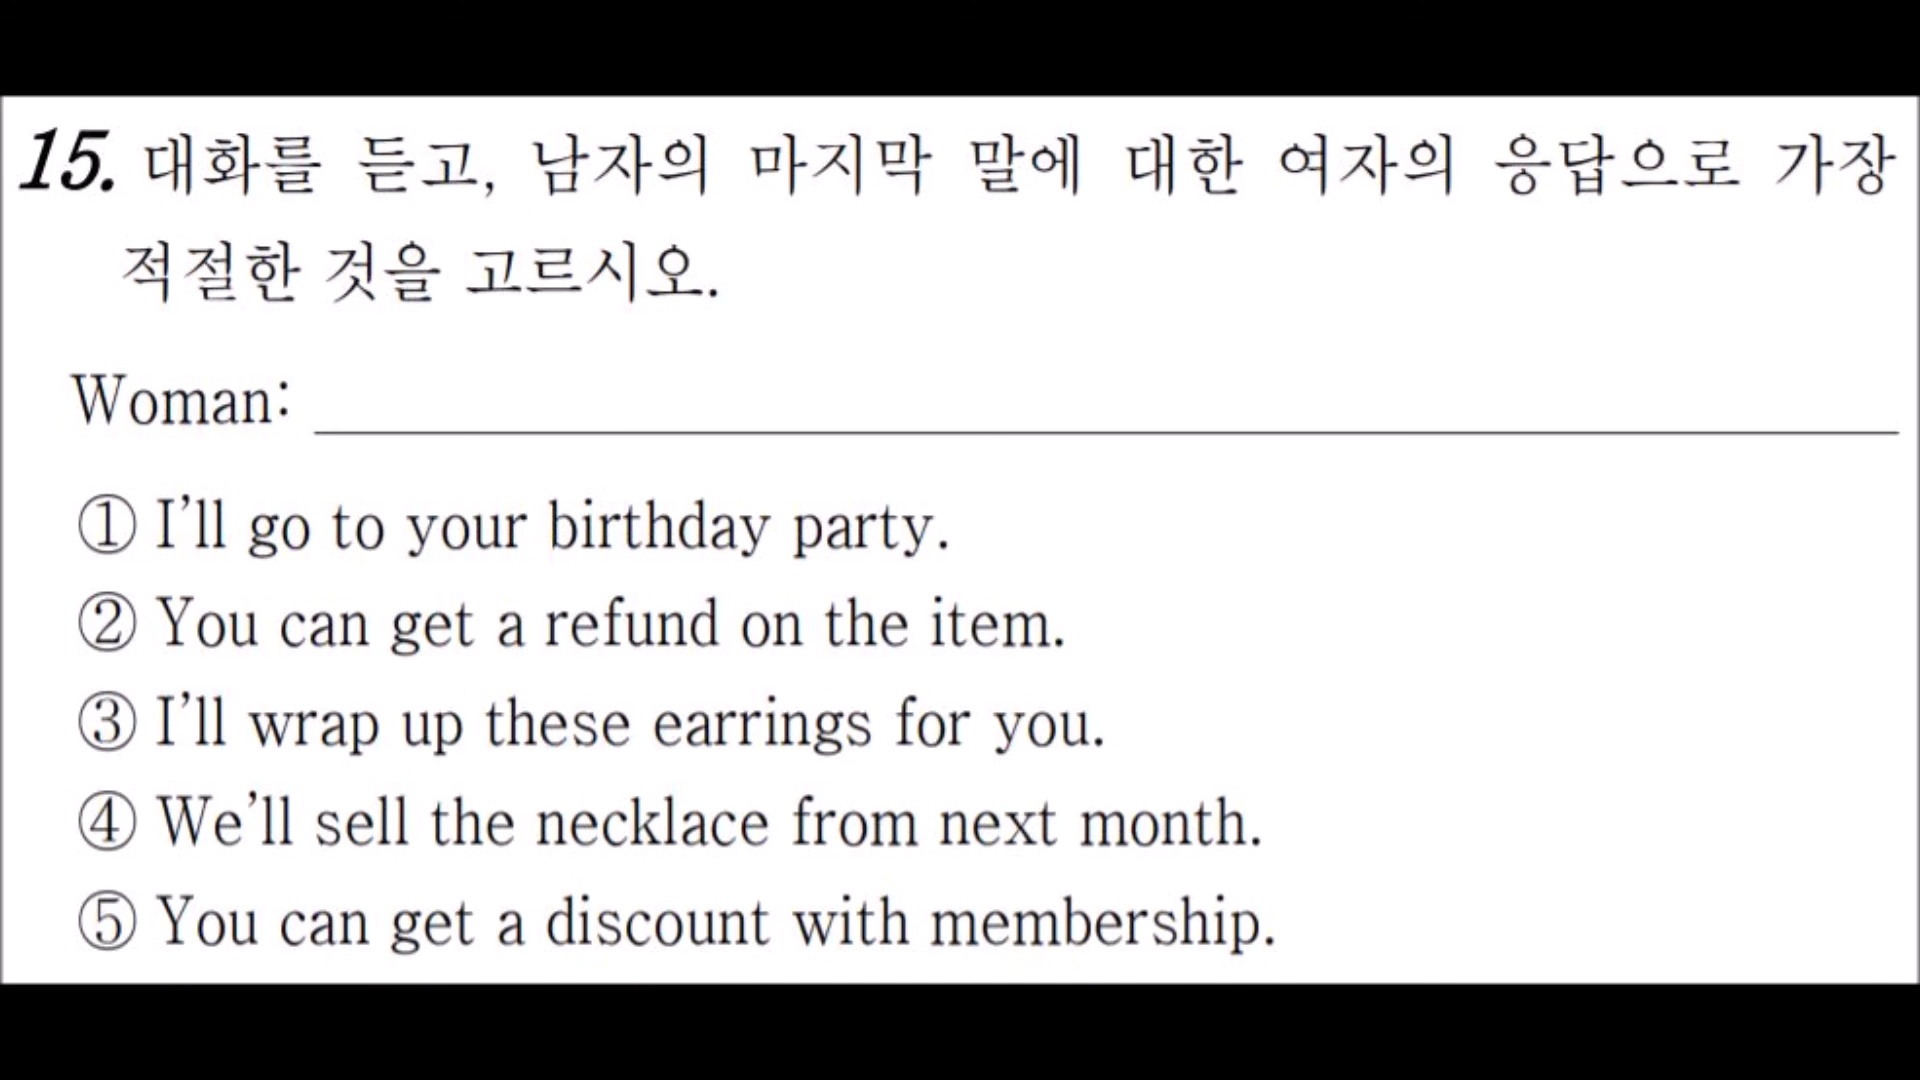 15. 대화를 듣고, 남자의 마지막 말에 대한 여자의 응답으로 가장
적절한 것을 고르시오.
Woman:
① I’ll go to your birthday party.
② You can get a refund on the item.
③ I’ll wrap up these earrings for you.
④ We’ll sell the necklace from next month.
⑤ You can get a discount with membership.